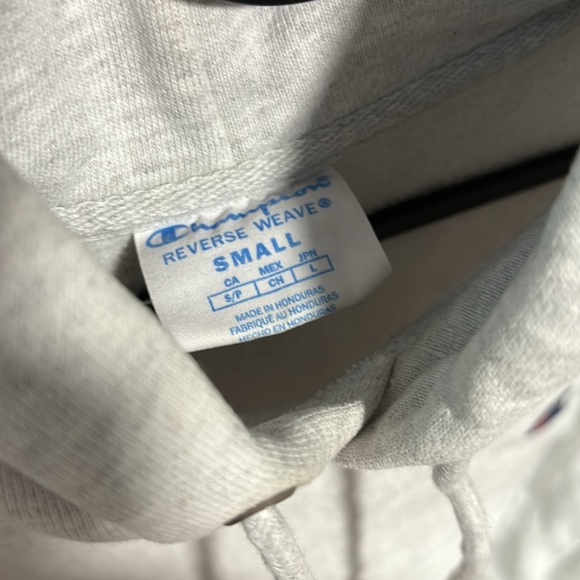 Champion
REVERSE WEAVE®
SMALL
CA MEX JPN
S/P CH L
MADE IN HONDURAS
FABRIQUÉ AU HONDURAS
HECHO EN HONDURAS